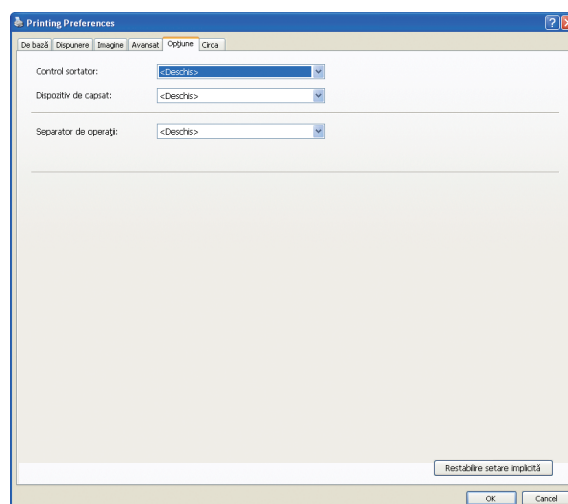 Printing Preferences
De bază Dispunere Imagine Avansat Opţiune Circa
Control sortator: <Deschis>
Dispozitiv de capsat: <Deschis>
Separator de operaţii: <Deschis>
Restabilire setare implicită
OK Cancel